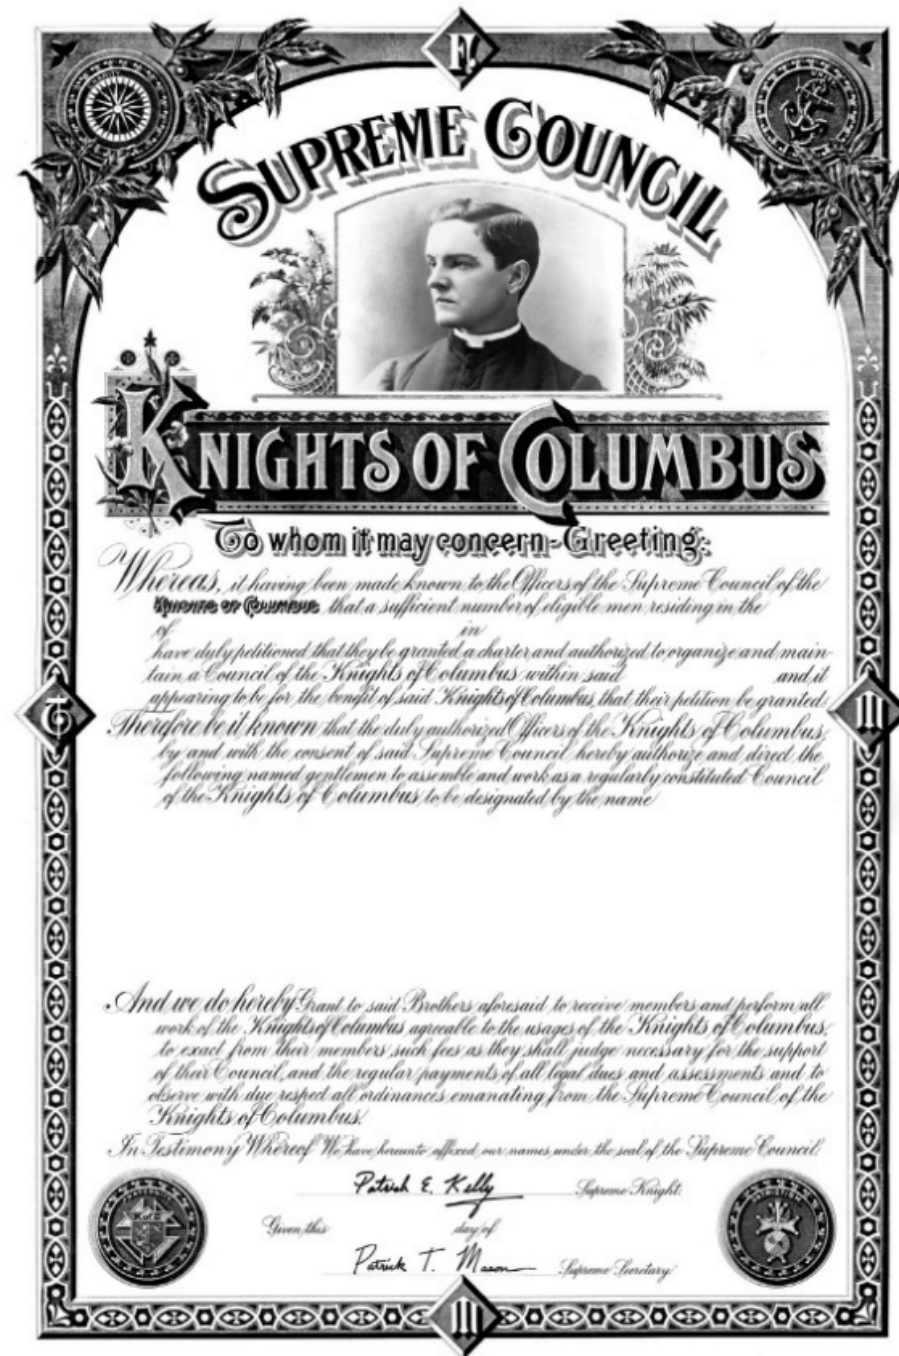 F.
SUPREME COUNCIL
KNIGHTS OF COLUMBUS
To whom it may concern - Greeting:
Whereas, it having been made known to the Officers of the Supreme Council of the
KNIGHTS OF COLUMBUS that a sufficient number of eligible men residing in the
of in
have duly petitioned that they be granted a charter and authorized to organize and main-
tain a Council of the Knights of Columbus within said and it
appearing to be for the benefit of said Knights of Columbus, that their petition be granted.
Therefore be it known that the duly authorized Officers of the Knights of Columbus
by and with the consent of said Supreme Council hereby authorize and direct the
following named gentlemen to assemble and work as a regularly constituted Council
of the Knights of Columbus to be designated by the name
And we do hereby Grant to said Brothers aforesaid to receive members and perform all
work of the Knights of Columbus agreeable to the usages of the Knights of Columbus,
to exact from their members such fees as they shall judge necessary for the support
of their Council, and the regular payments of all legal dues and assessments and to
observe with due respect all ordinances emanating from the Supreme Council of the
Knights of Columbus.
In Testimony Whereof We have hereunto affixed our names under the seal of the Supreme Council.
Patrick E. Kelly Supreme Knight
Given this day of
Patrick T. Mason Supreme Secretary
K of C